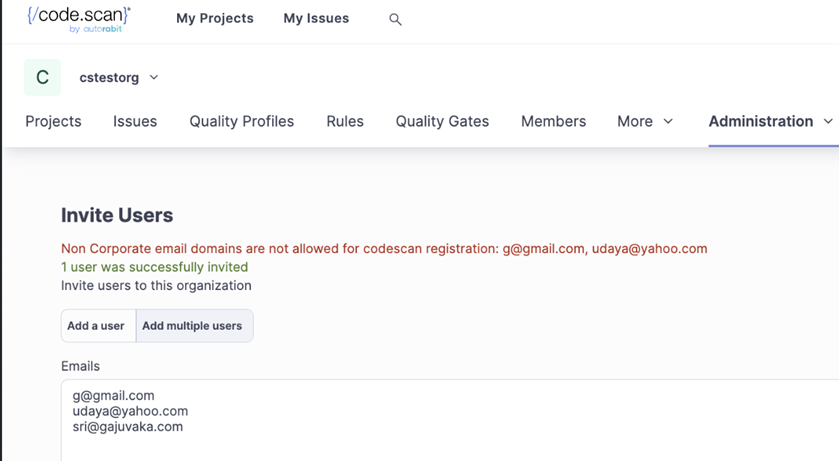 {/code.scan}
by autorabit
My Projects My Issues
C cstestorg
Projects Issues Quality Profiles Rules Quality Gates Members More Administration
Invite Users
Non Corporate email domains are not allowed for codescan registration: g@gmail.com, udaya@yahoo.com
1 user was successfully invited
Invite users to this organization
Add a user Add multiple users
Emails
g@gmail.com
udaya@yahoo.com
sri@gajuvaka.com